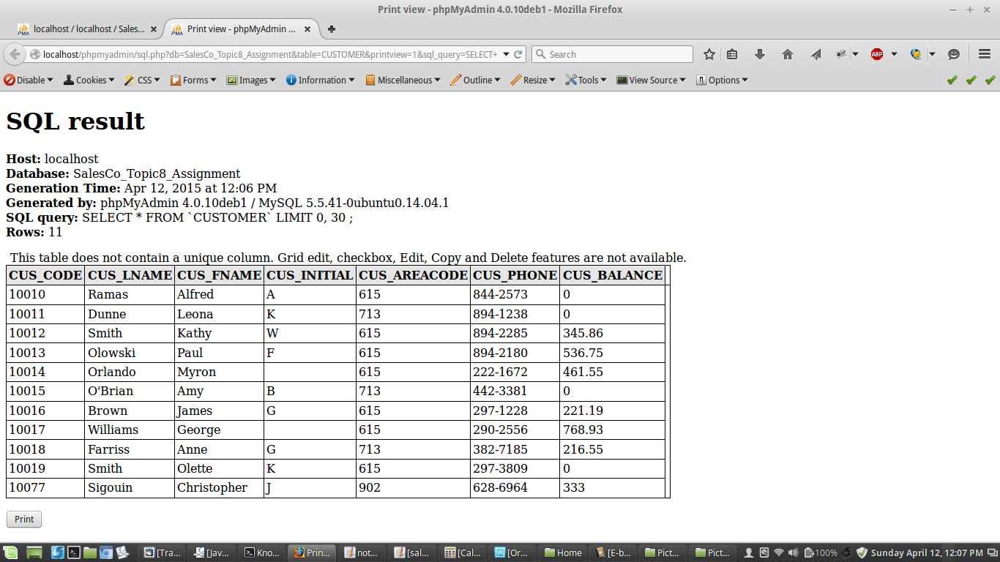 Print view - phpMyAdmin 4.0.10deb1 - Mozilla Firefox
PMA localhost / localhost / Sales... PMA Print view - phpMyAdmin ...
localhost/phpmyadmin/sql.php?db=SalesCo_Topic8_Assignment&table=CUSTOMER&printview=1&sql_query=SELECT+ Search ABP
Disable Cookies CSS Forms Images Information Miscellaneous Outline Resize Tools View Source Options
SQL result
Host: localhost
Database: SalesCo_Topic8_Assignment
Generation Time: Apr 12, 2015 at 12:06 PM
Generated by: phpMyAdmin 4.0.10deb1 / MySQL 5.5.41-0ubuntu0.14.04.1
SQL query: SELECT * FROM `CUSTOMER` LIMIT 0, 30 ;
Rows: 11
This table does not contain a unique column. Grid edit, checkbox, Edit, Copy and Delete features are not available.
CUS_CODE CUS_LNAME CUS_FNAME CUS_INITIAL CUS_AREACODE CUS_PHONE CUS_BALANCE
10010 Ramas Alfred A 615 844-2573 0
10011 Dunne Leona K 713 894-1238 0
10012 Smith Kathy W 615 894-2285 345.86
10013 Olowski Paul F 615 894-2180 536.75
10014 Orlando Myron 615 222-1672 461.55
10015 O'Brian Amy B 713 442-3381 0
10016 Brown James G 615 297-1228 221.19
10017 Williams George 615 290-2556 768.93
10018 Farriss Anne G 713 382-7185 216.55
10019 Smith Olette K 615 297-3809 0
10077 Sigouin Christopher J 902 628-6964 333
Print
[Tra... [Jav... Kno... Prin... not... [sal... [Cal... [Or... Home [E-b... Pict... Pict... 100% Sunday April 12, 12:07 PM